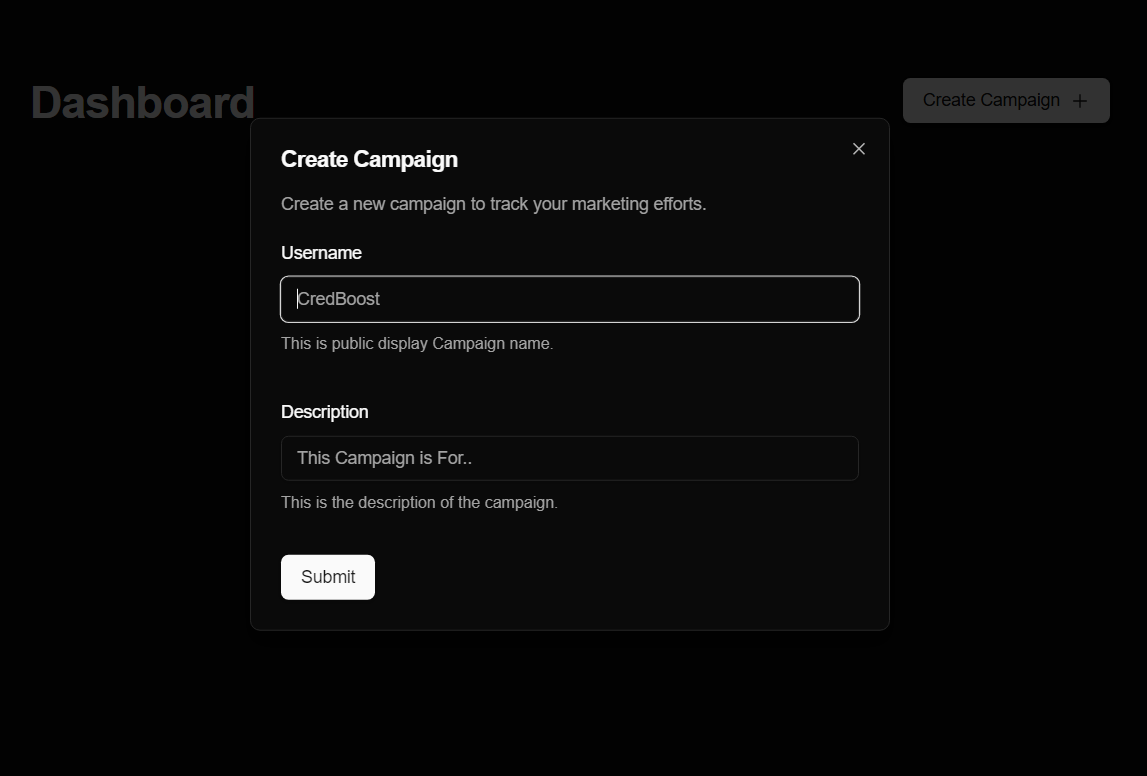 Dashboard
Create Campaign +
Create Campaign
Create a new campaign to track your marketing efforts.
Username
CredBoost
This is public display Campaign name.
Description
This Campaign is For..
This is the description of the campaign.
Submit